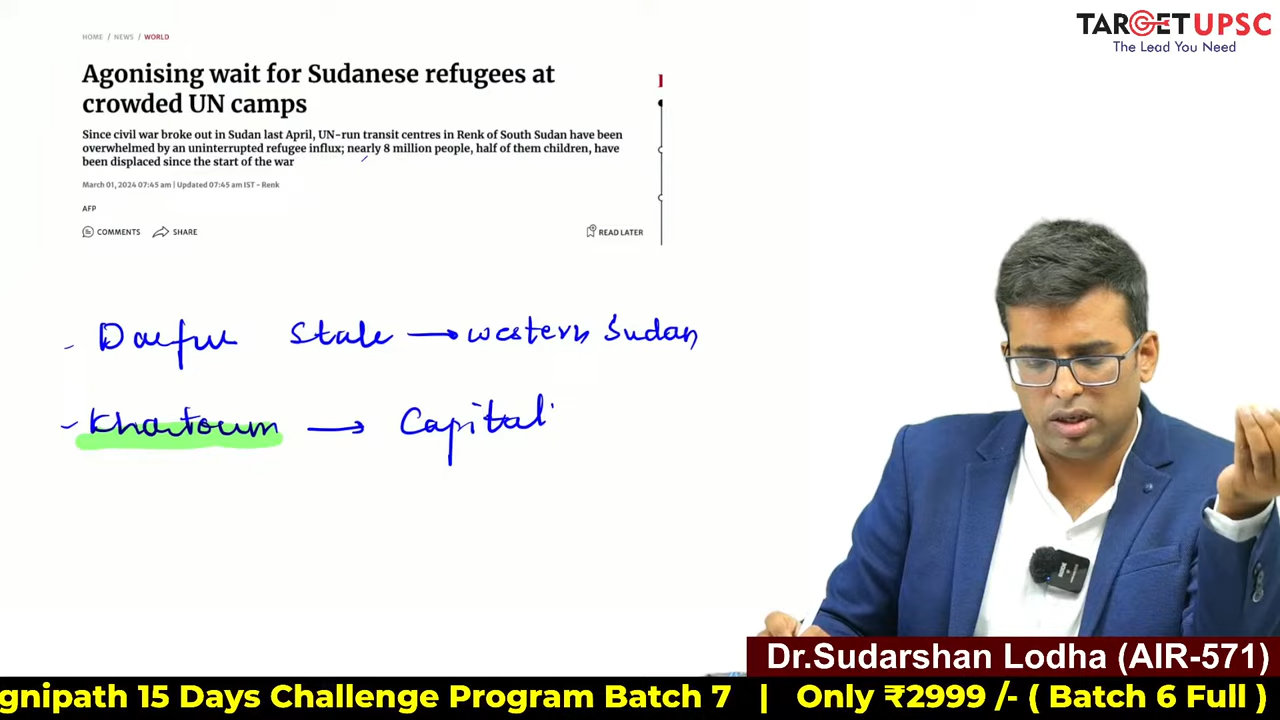 TARGET UPSC
The Lead You Need
HOME / NEWS / WORLD
Agonising wait for Sudanese refugees at
crowded UN camps
Since civil war broke out in Sudan last April, UN-run transit centres in Renk of South Sudan have been
overwhelmed by an uninterrupted refugee influx; nearly 8 million people, half of them children, have
been displaced since the start of the war
March 01, 2024 07:45 am | Updated 07:45 am IST - Renk
AFP
COMMENTS SHARE READ LATER
- Darfur State → western Sudan
- Khartoum → Capital
Dr.Sudarshan Lodha (AIR-571)
gnipath 15 Days Challenge Program Batch 7 | Only ₹2999 /- ( Batch 6 Full )